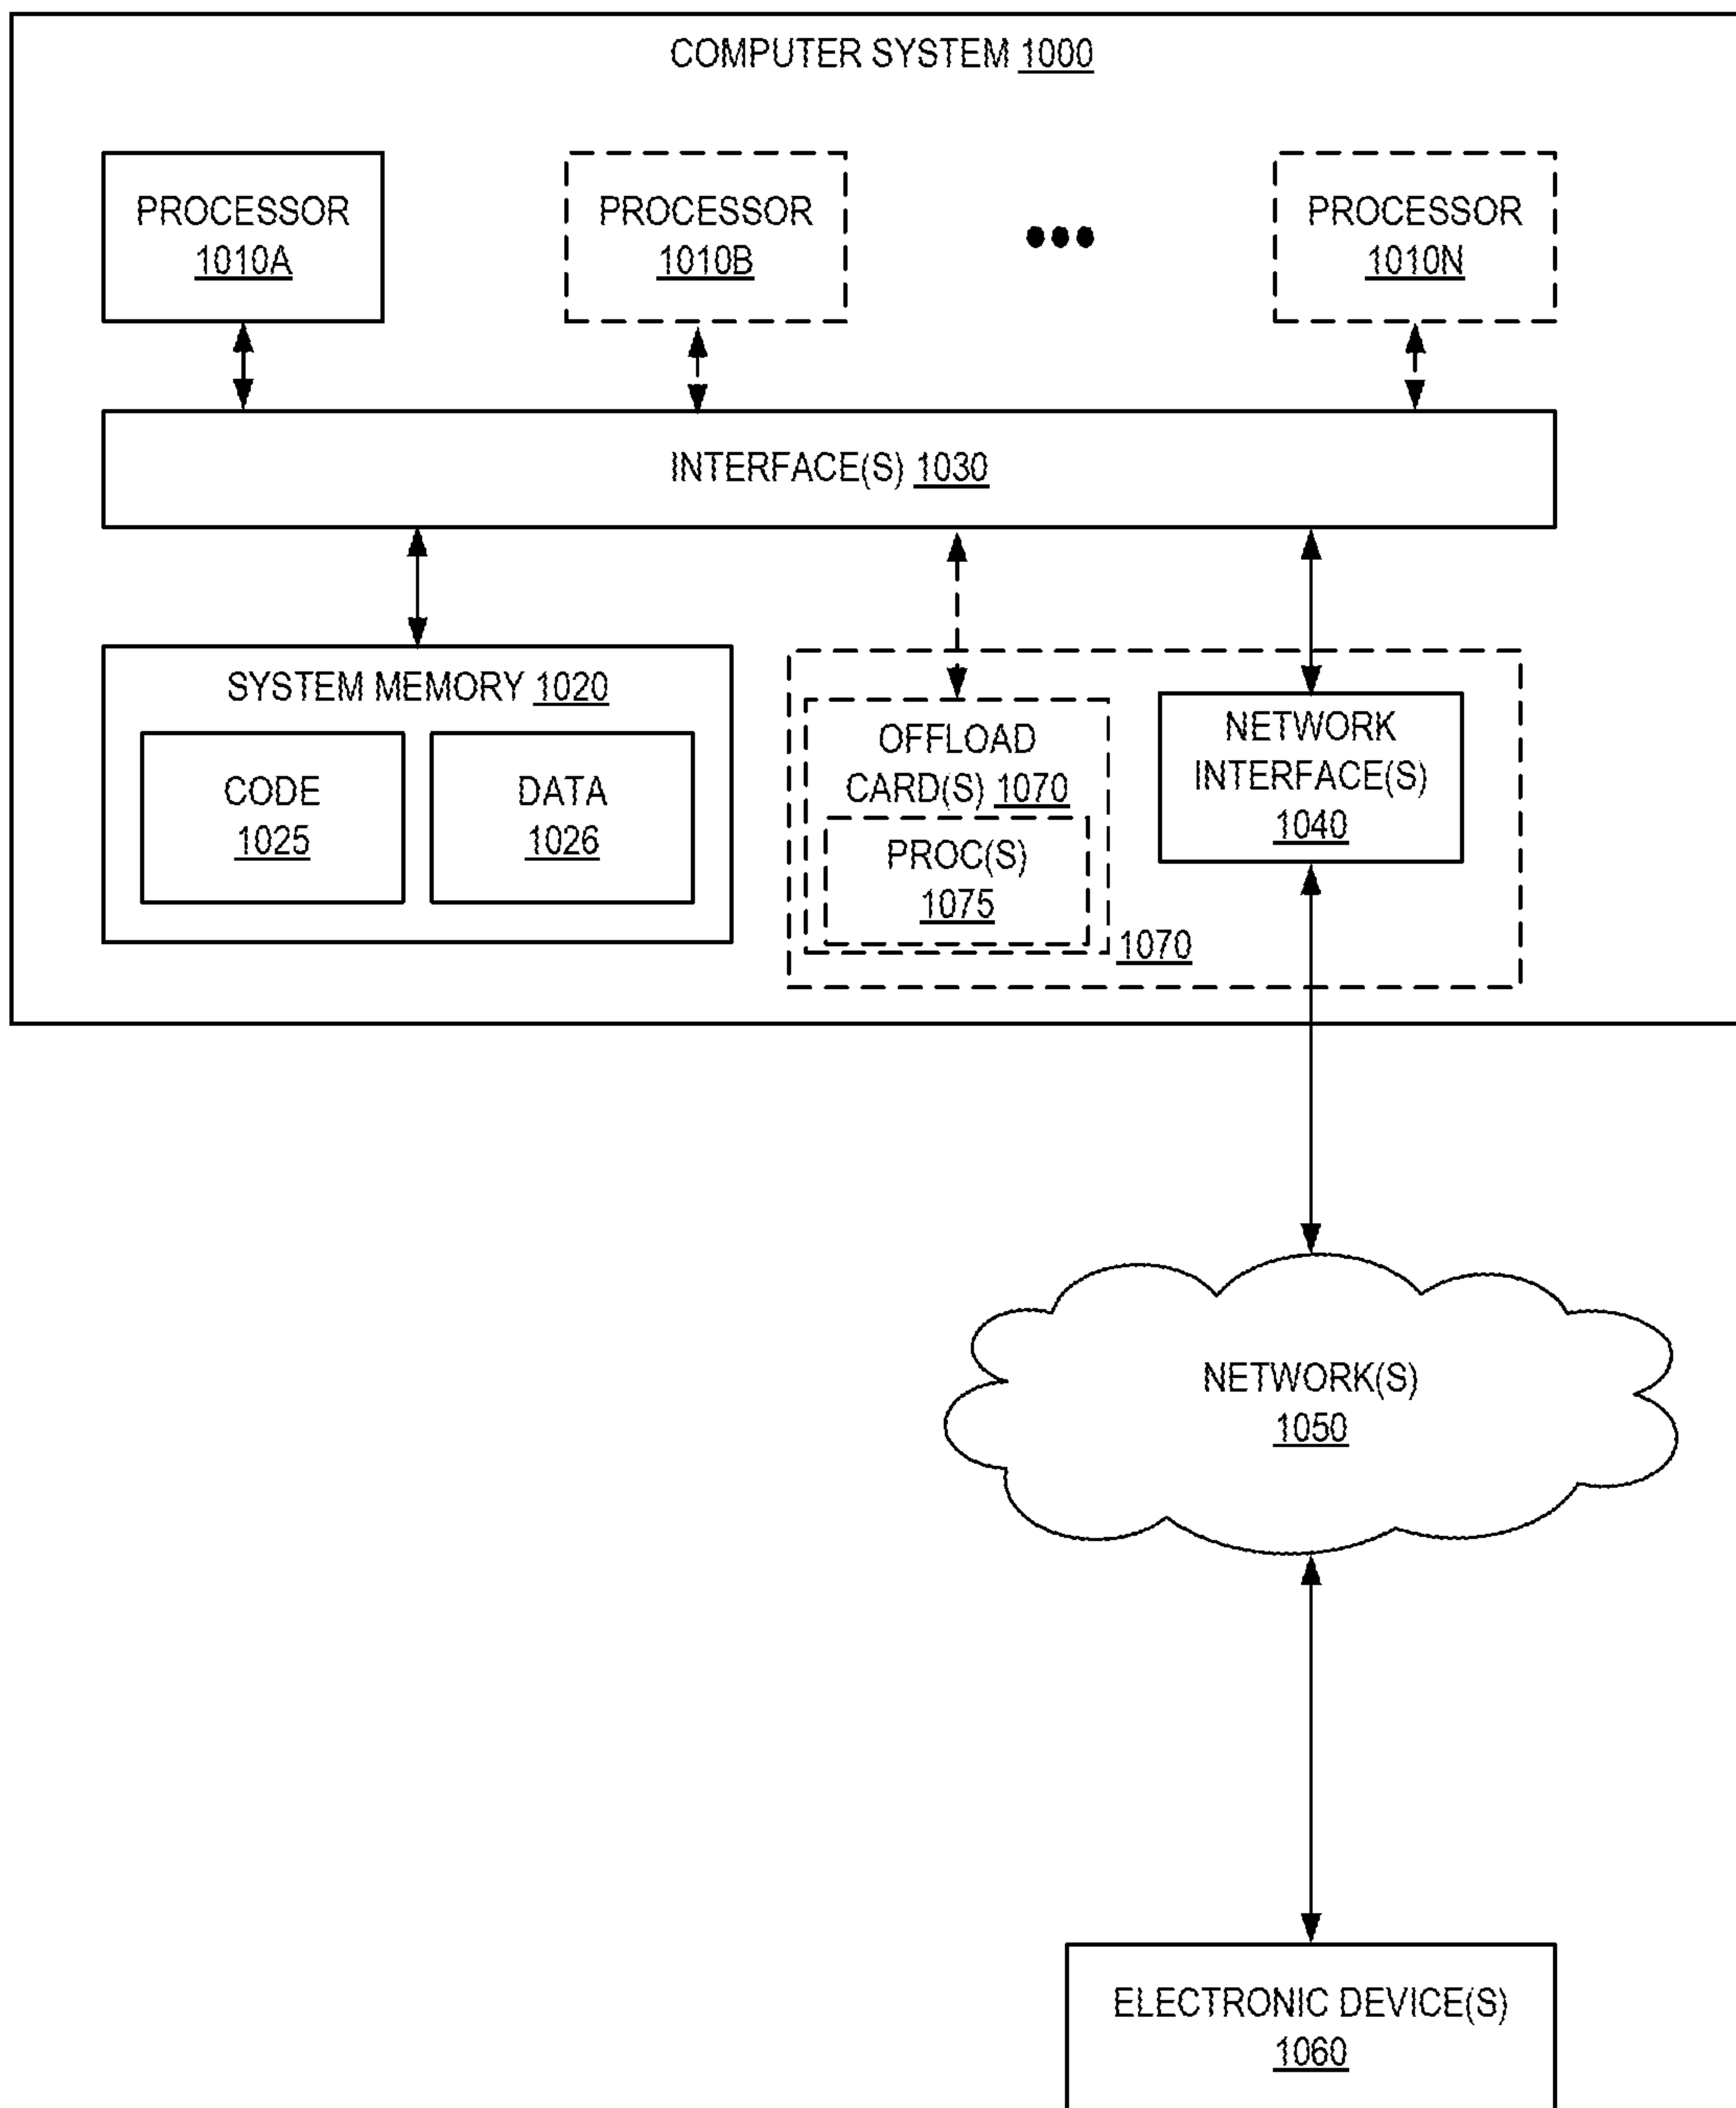 COMPUTER SYSTEM 1000
PROCESSOR
1010A
PROCESSOR
1010B
PROCESSOR
1010N
INTERFACE(S) 1030
SYSTEM MEMORY 1020
CODE
1025
DATA
1026
OFFLOAD
CARD(S) 1070
PROC(S)
1075
1070
NETWORK
INTERFACE(S)
1040
NETWORK(S)
1050
ELECTRONIC DEVICE(S)
1060